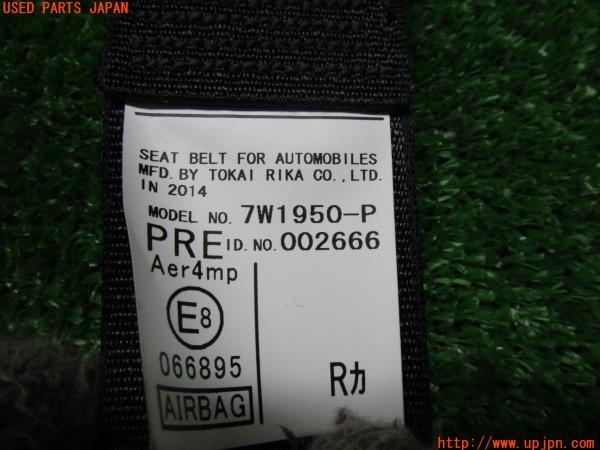 USED PARTS JAPAN
SEAT BELT FOR AUTOMOBILES
MFD. BY TOKAI RIKA CO.,LTD.
IN 2014
MODEL NO. 7W1950-P
PRE ID. NO. 002666
Aer4mp
E8
066895
Rカ
AIRBAG
http://www.upjpn.com/